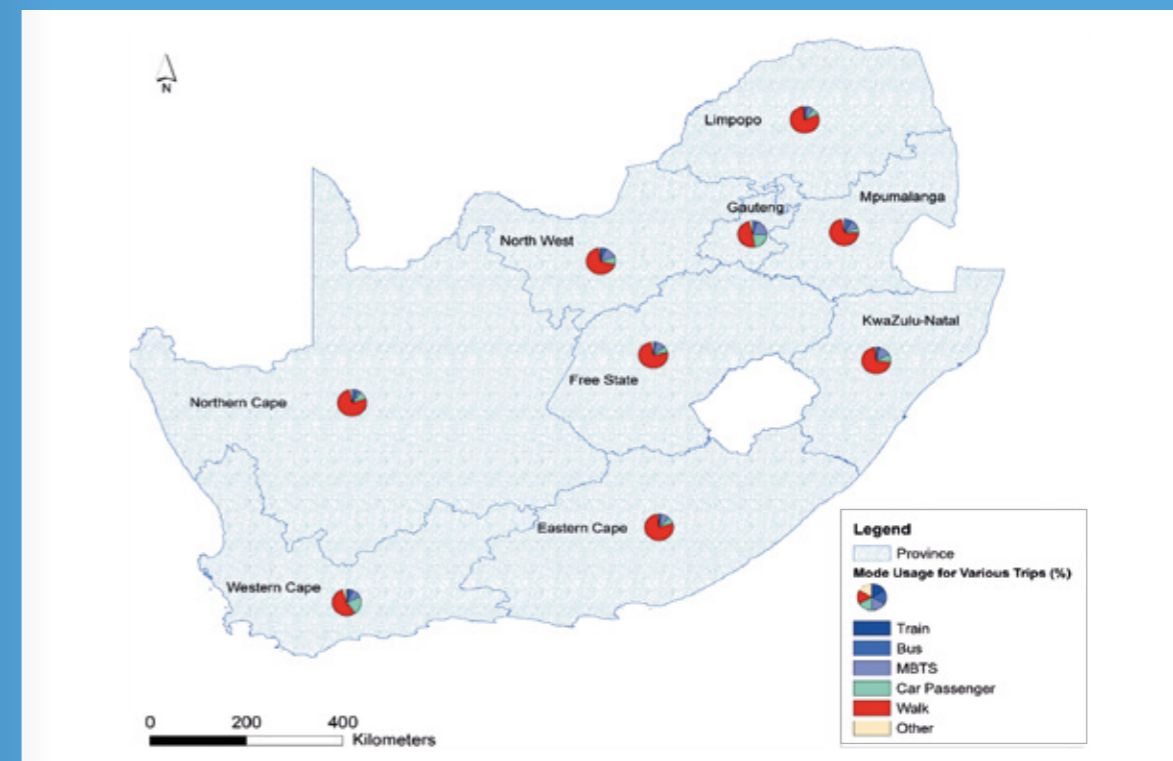 N
Limpopo
Mpumalanga
Gauteng
North West
KwaZulu-Natal
Free State
Northern Cape
Eastern Cape
Western Cape
Legend
Province
Mode Usage for Various Trips (%)
Train
Bus
MBTS
Car Passenger
Walk
Other
0 200 400
Kilometers